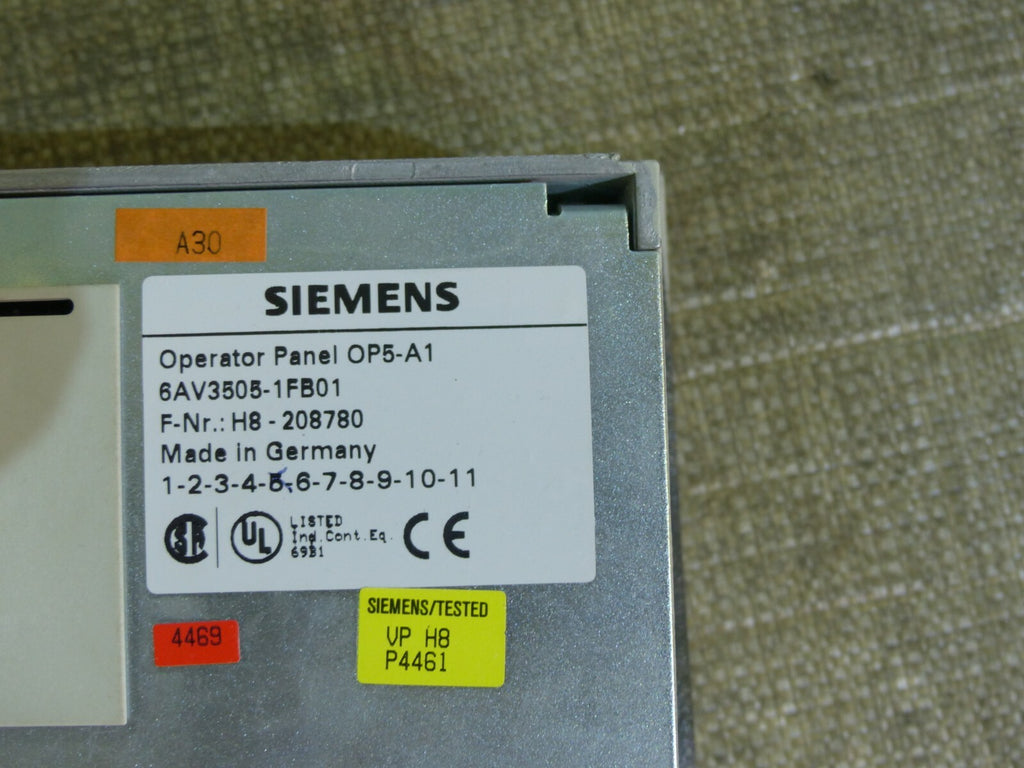 A30
SIEMENS
Operator Panel OP5-A1
6AV3505-1FB01
F-Nr.: H8 - 208780
Made in Germany
1-2-3-4-5-6-7-8-9-10-11
LISTED
Ind.Cont.Eq.
69B1
UL
CE
4469
SIEMENS/TESTED
VP H8
P4461